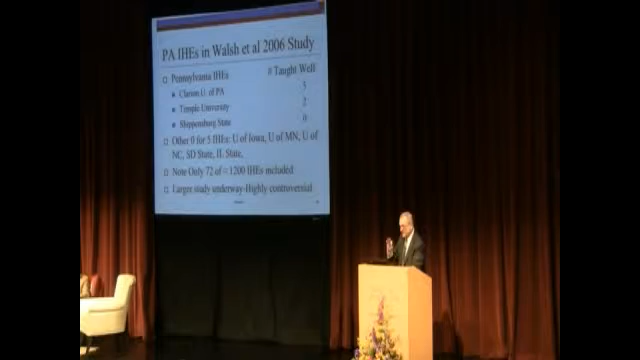 PA IHEs in Walsh et al 2006 Study
Pennsylvania IHEs # Taught Well
Clarion U. of PA 5
Temple University 2
Shippensburg State 0
Other 0 for 5 IHEs: U of Iowa, U of MN, U of
NC, SD State, IL State,
Note Only 72 of ≈ 1200 IHEs included
Larger study underway-Highly controversial